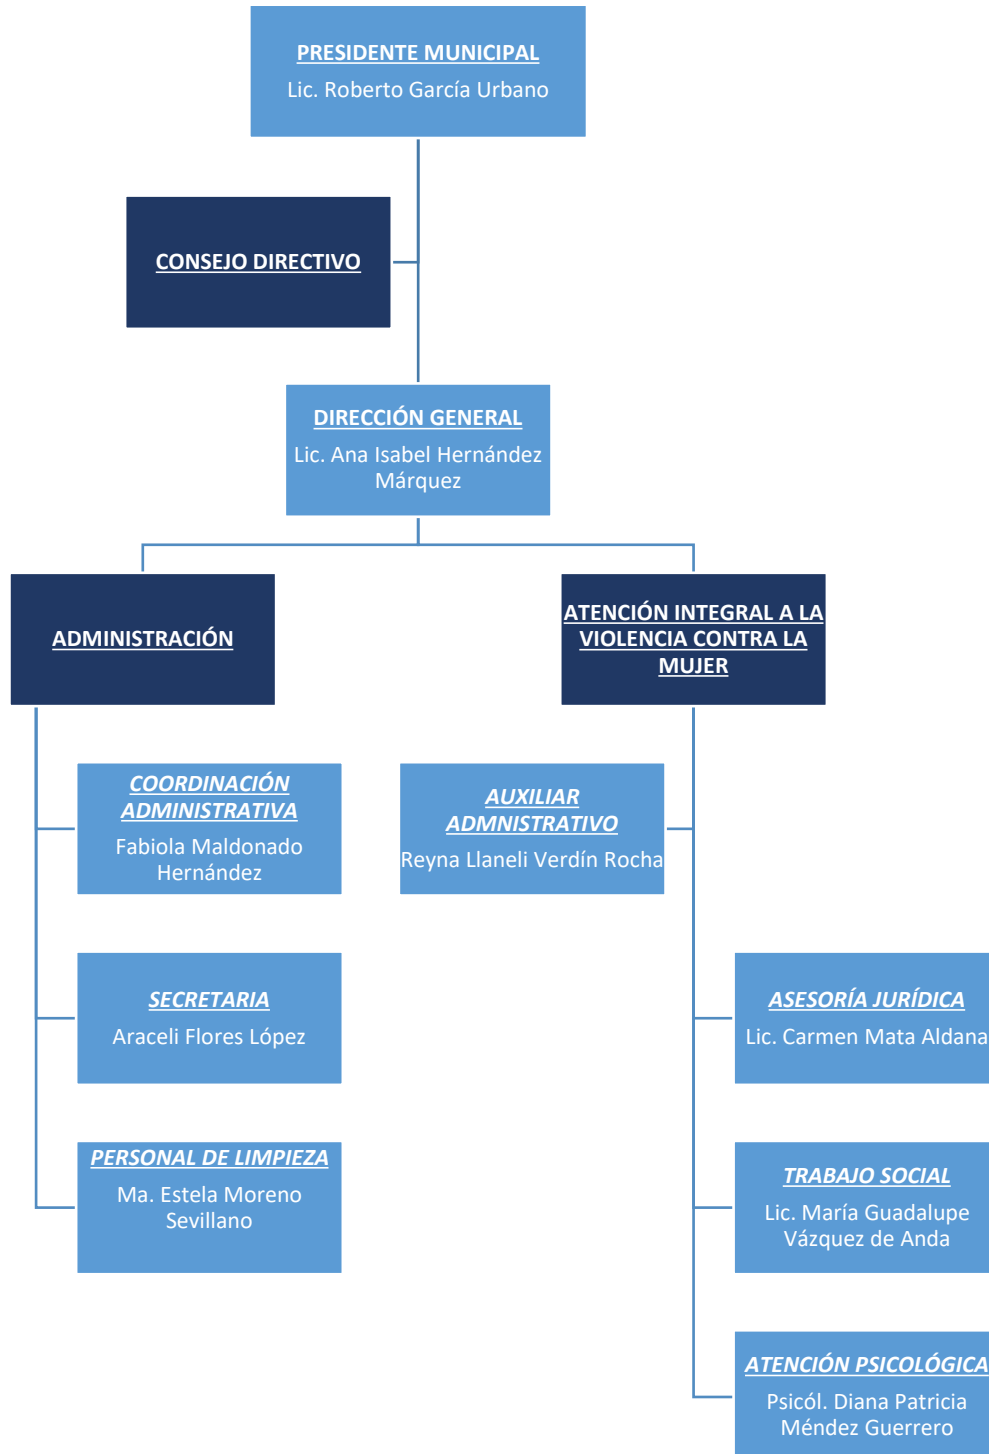 PRESIDENTE MUNICIPAL
Lic. Roberto García Urbano
CONSEJO DIRECTIVO
DIRECCIÓN GENERAL
Lic. Ana Isabel Hernández
Márquez
ADMINISTRACIÓN
ATENCIÓN INTEGRAL A LA
VIOLENCIA CONTRA LA
MUJER
COORDINACIÓN
ADMINISTRATIVA
Fabiola Maldonado
Hernández
AUXILIAR
ADMNISTRATIVO
Reyna Llaneli Verdín Rocha
SECRETARIA
Araceli Flores López
ASESORÍA JURÍDICA
Lic. Carmen Mata Aldana
PERSONAL DE LIMPIEZA
Ma. Estela Moreno
Sevillano
TRABAJO SOCIAL
Lic. María Guadalupe
Vázquez de Anda
ATENCIÓN PSICOLÓGICA
Psicól. Diana Patricia
Méndez Guerrero